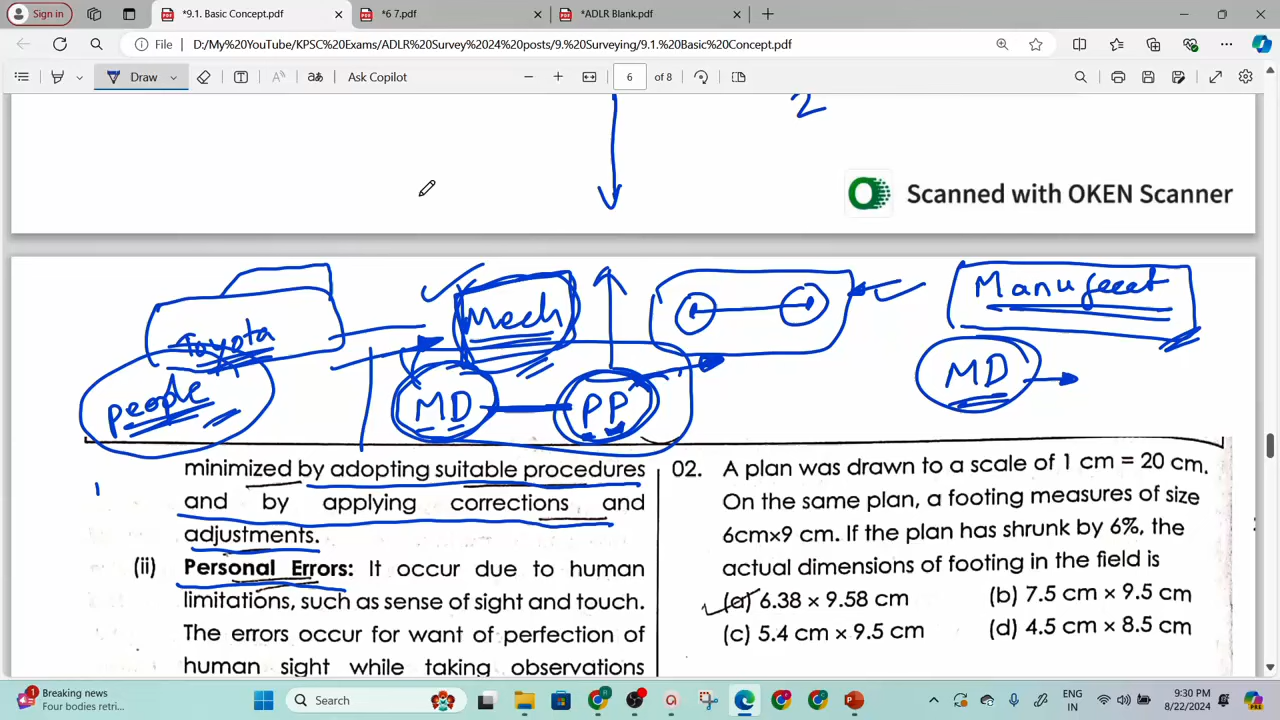 Sign in
*9.1. Basic Concept.pdf
*6 7.pdf
*ADLR Blank.pdf
File
D:/My%20YouTube/KPSC%20Exams/ADLR%20Survey%2024%20posts/9%20Surveying/9.1.%20Basic%20Concept.pdf
Draw
Ask Copilot
6
of 8
2
Scanned with OKEN Scanner
Toyota
Mech
Manufeect
people
MD
PP
MD
minimized by adopting suitable procedures
and by applying corrections and
adjustments.
(ii) Personal Errors: It occur due to human
limitations, such as sense of sight and touch.
The errors occur for want of perfection of
human sight while taking observations
02. A plan was drawn to a scale of 1 cm = 20 cm.
On the same plan, a footing measures of size
6cm×9 cm. If the plan has shrunk by 6%, the
actual dimensions of footing in the field is
(a) 6.38 × 9.58 cm
(b) 7.5 cm × 9.5 cm
(c) 5.4 cm × 9.5 cm
(d) 4.5 cm × 8.5 cm
Breaking news
Four bodies retri...
Search
ENG
IN
9:30 PM
8/22/2024